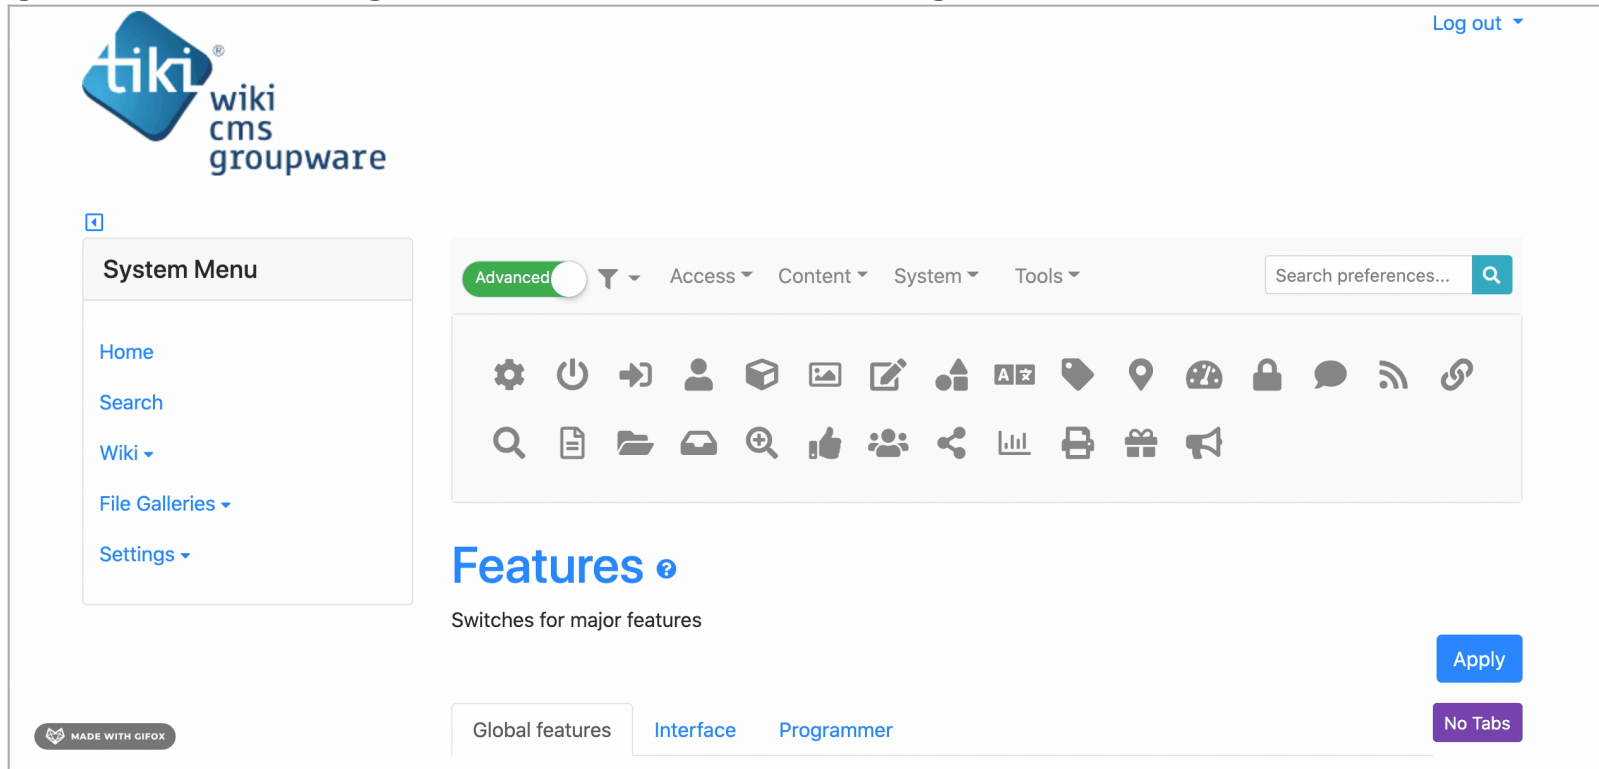 Log out
tiki®
wiki
cms
groupware
System Menu
Home
Search
Wiki
File Galleries
Settings
Advanced
Access
Content
System
Tools
Search preferences...
A
Features
Switches for major features
Apply
Global features
Interface
Programmer
No Tabs
MADE WITH GIFOX